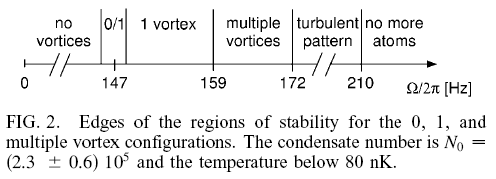 no 0/1 1 vortex multiple turbulent no more
vortices vortices pattern atoms
0 147 159 172 210 Ω/2π [Hz]
FIG. 2. Edges of the regions of stability for the 0, 1, and
multiple vortex configurations. The condensate number is N₀ =
(2.3 ± 0.6) 10⁵ and the temperature below 80 nK.